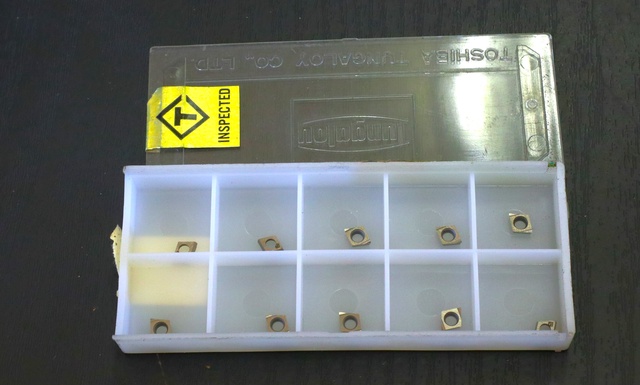 TOSHIBA TUNGALOY CO., LTD.
T
INSPECTED
Tungaloy